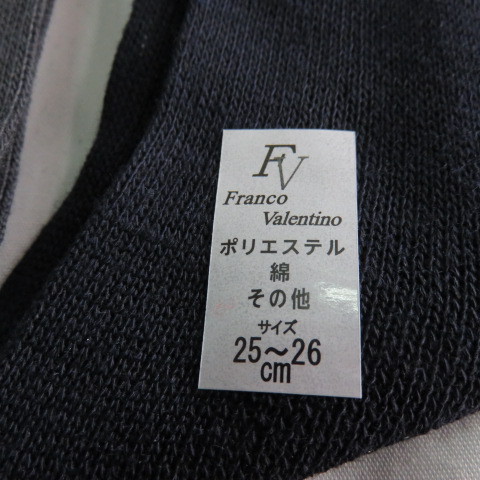 FV
Franco
Valentino
ポリエステル
綿
その他
サイズ
25～26
cm